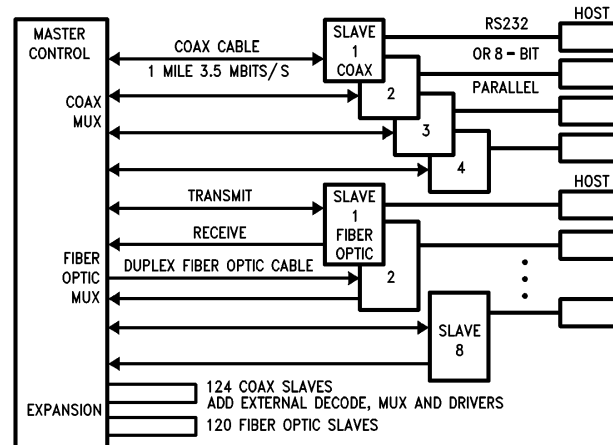 MASTER
CONTROL
COAX CABLE
1 MILE 3.5 MBITS/S
COAX
MUX
SLAVE
1
COAX
2
3
4
RS232
OR 8 – BIT
PARALLEL
HOST
TRANSMIT
RECEIVE
DUPLEX FIBER OPTIC CABLE
FIBER
OPTIC
MUX
SLAVE
1
FIBER
OPTIC
2
HOST
SLAVE
8
EXPANSION
124 COAX SLAVES
ADD EXTERNAL DECODE, MUX AND DRIVERS
120 FIBER OPTIC SLAVES